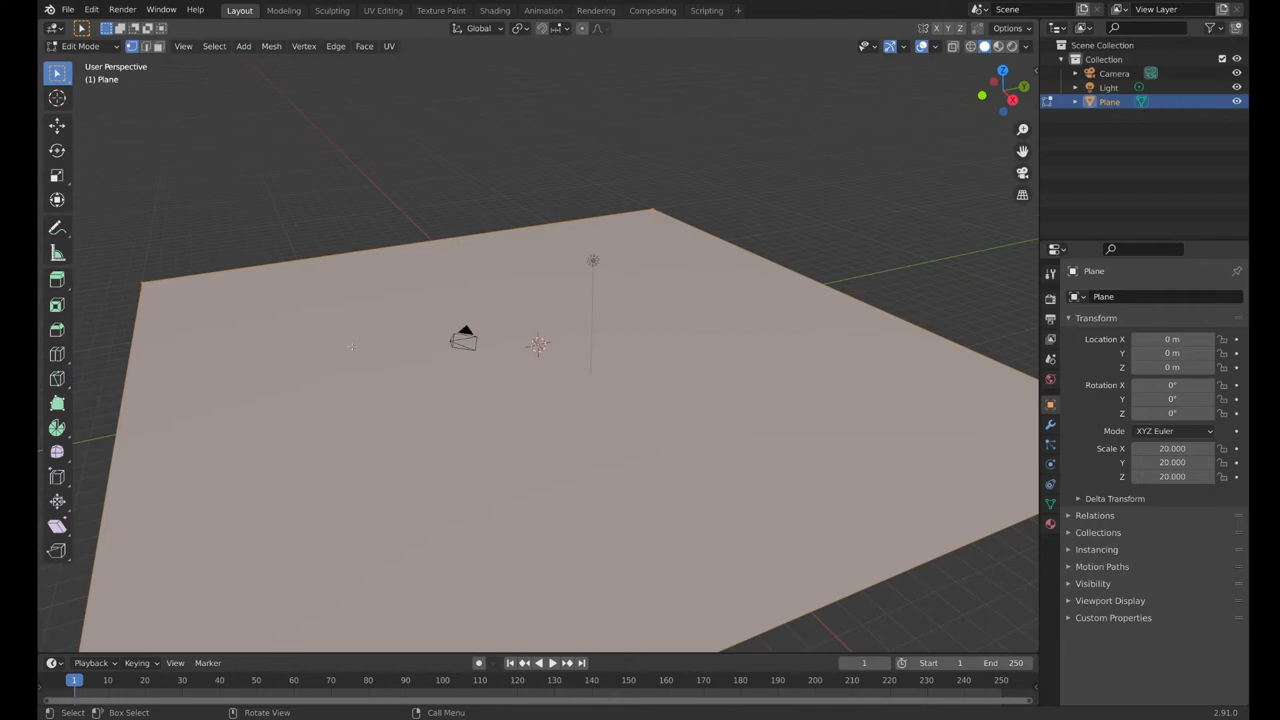 File Edit Render Window Help Layout Modeling Sculpting UV Editing Texture Paint Shading Animation Rendering Compositing Scripting + Scene View Layer
Global Options
Edit Mode View Select Add Mesh Vertex Edge Face UV
User Perspective
(1) Plane
X Y Z
Z
Y
X
Scene Collection
Collection
Camera
Light
Plane
Plane
Plane
Transform
Location X 0 m
Y 0 m
Z 0 m
Rotation X 0°
Y 0°
Z 0°
Mode XYZ Euler
Scale X 20.000
Y 20.000
Z 20.000
Delta Transform
Relations
Collections
Instancing
Motion Paths
Visibility
Viewport Display
Custom Properties
Playback Keying View Marker 1 Start 1 End 250
1 10 20 30 40 50 60 70 80 90 100 110 120 130 140 150 160 170 180 190 200 210 220 230 240 250
Select Box Select Rotate View Call Menu 2.91.0